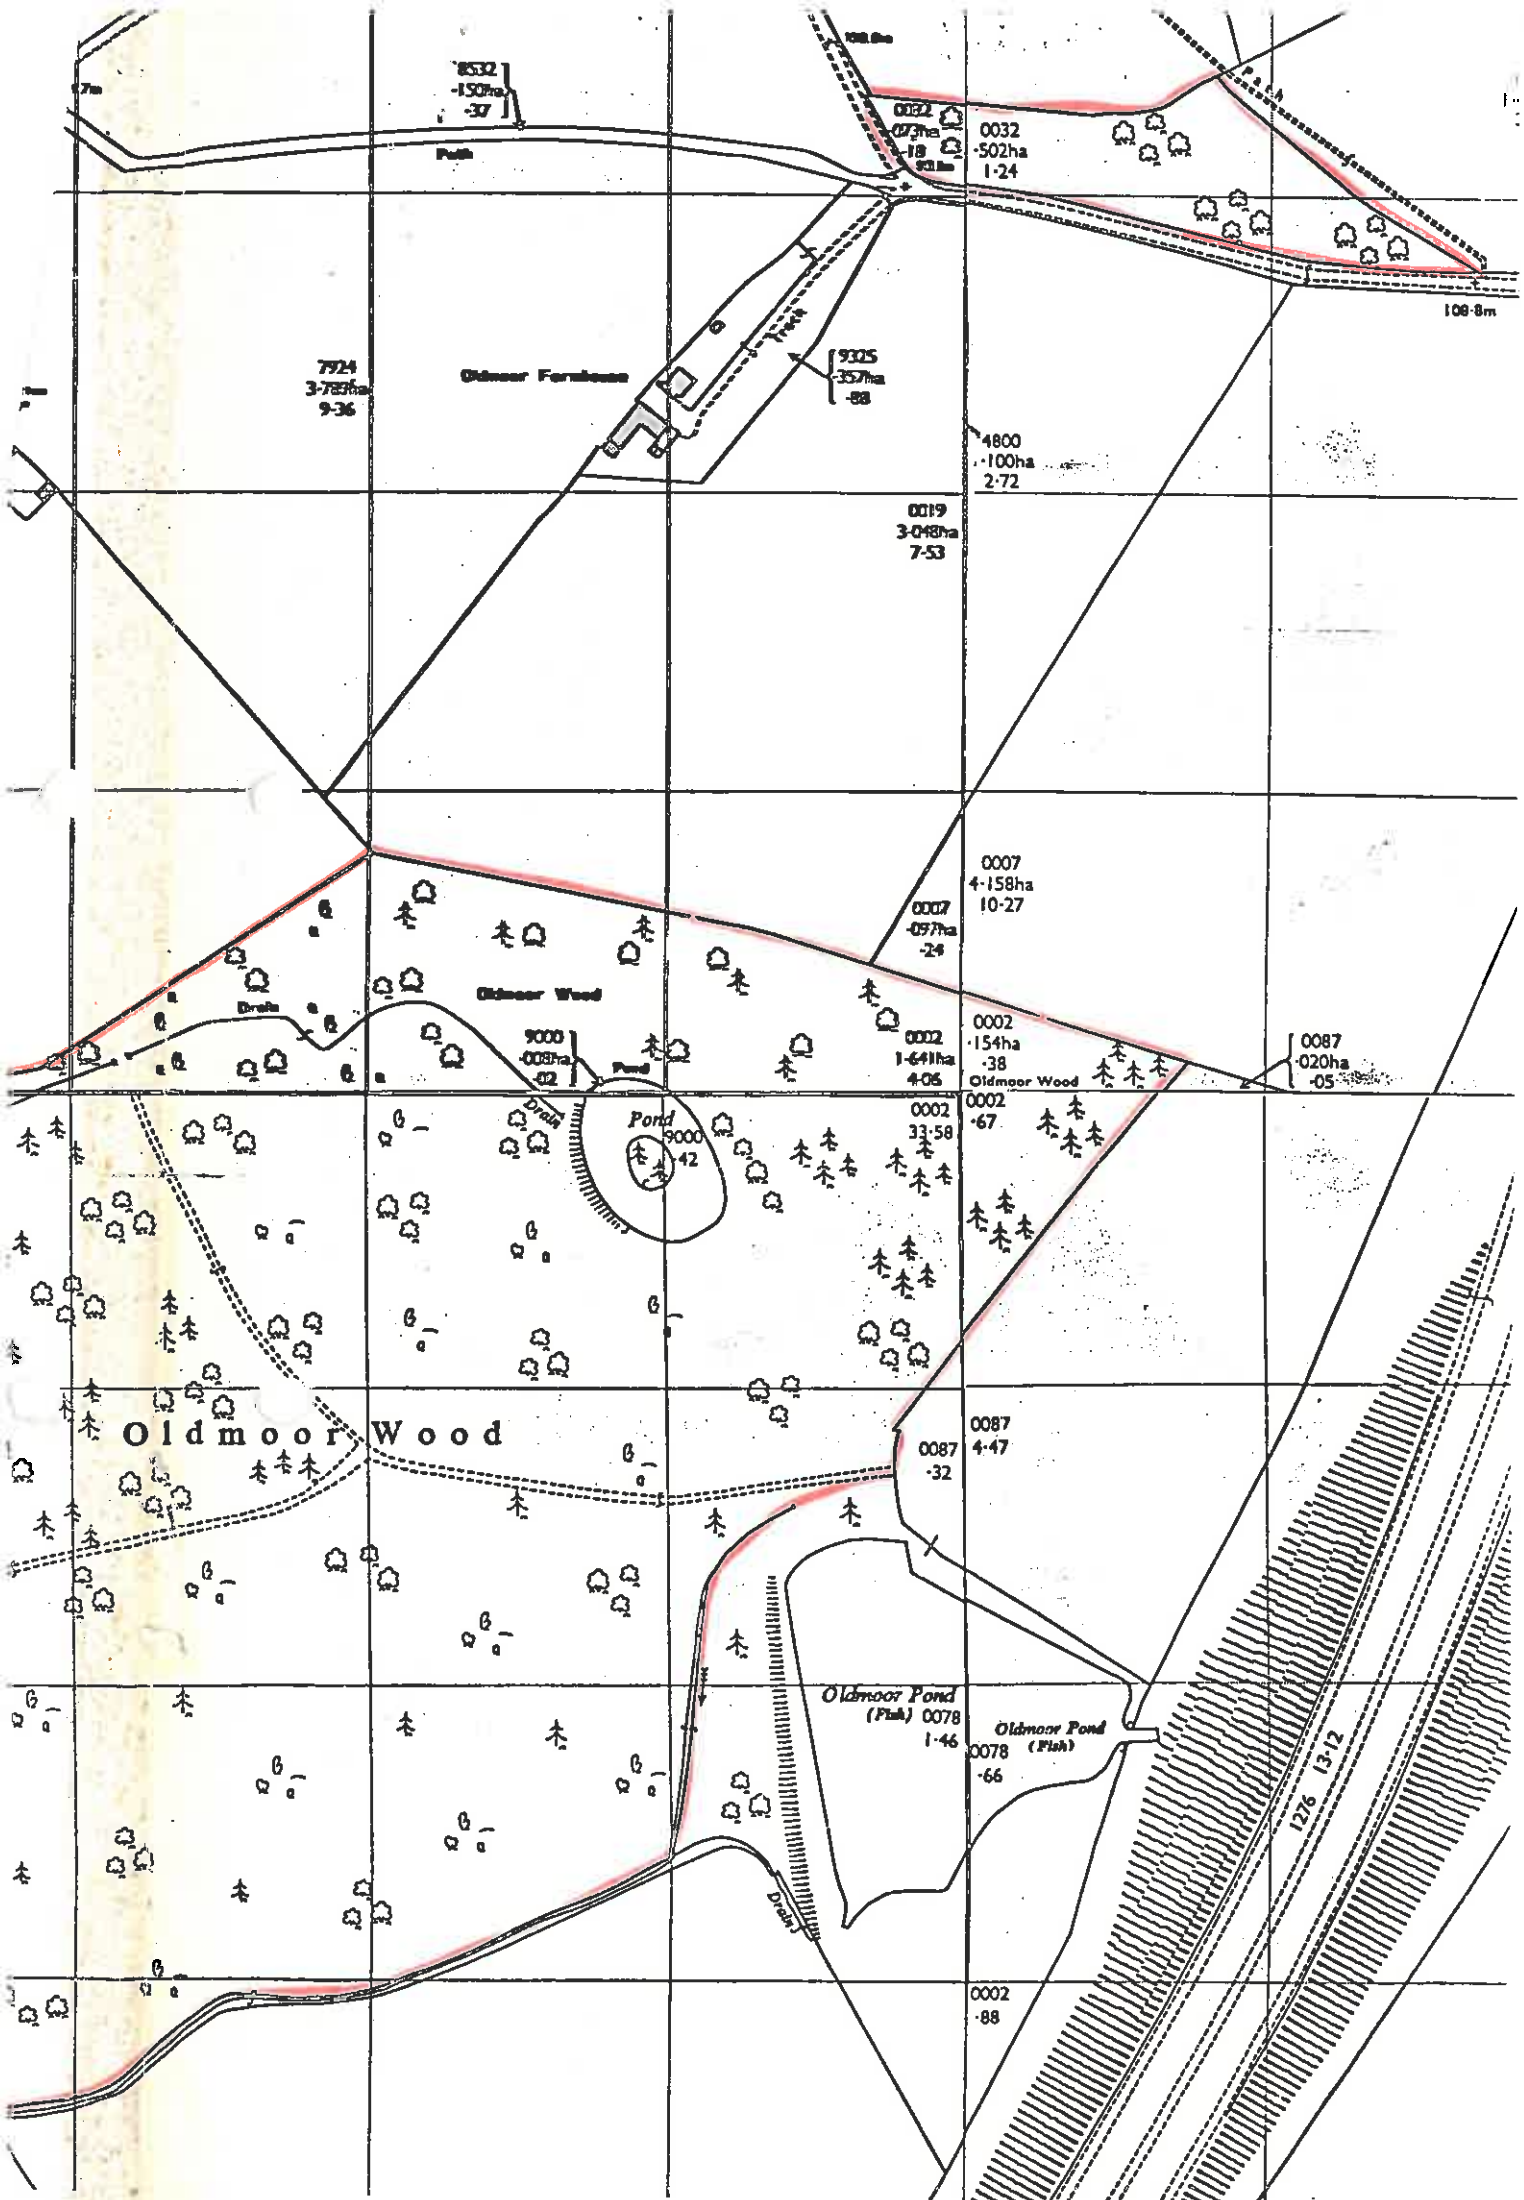 8532
·150ha
·37
Path
0032
·073ha
·18
0032
·502ha
1·24
Path
108·8m
7924
3·789ha
9·36
Oldmoor Farmhouse
Track
9325
·357ha
·88
4800
·100ha
2·72
0019
3·048ha
7·53
0007
4·158ha
10·27
0007
·097ha
·24
Oldmoor Wood
Drain
9000
·008ha
·02
Pond
0002
1·641ha
4·06
0002
·154ha
·38
Oldmoor Wood
0087
·020ha
·05
Drain
Pond
9000
·42
0002
33·58
0002
·67
Oldmoor Wood
0087
·32
0087
4·47
Oldmoor Pond
(Fish) 0078
1·46
Oldmoor Pond
(Fish)
0078
·66
1276 13·12
Drain
0002
·88